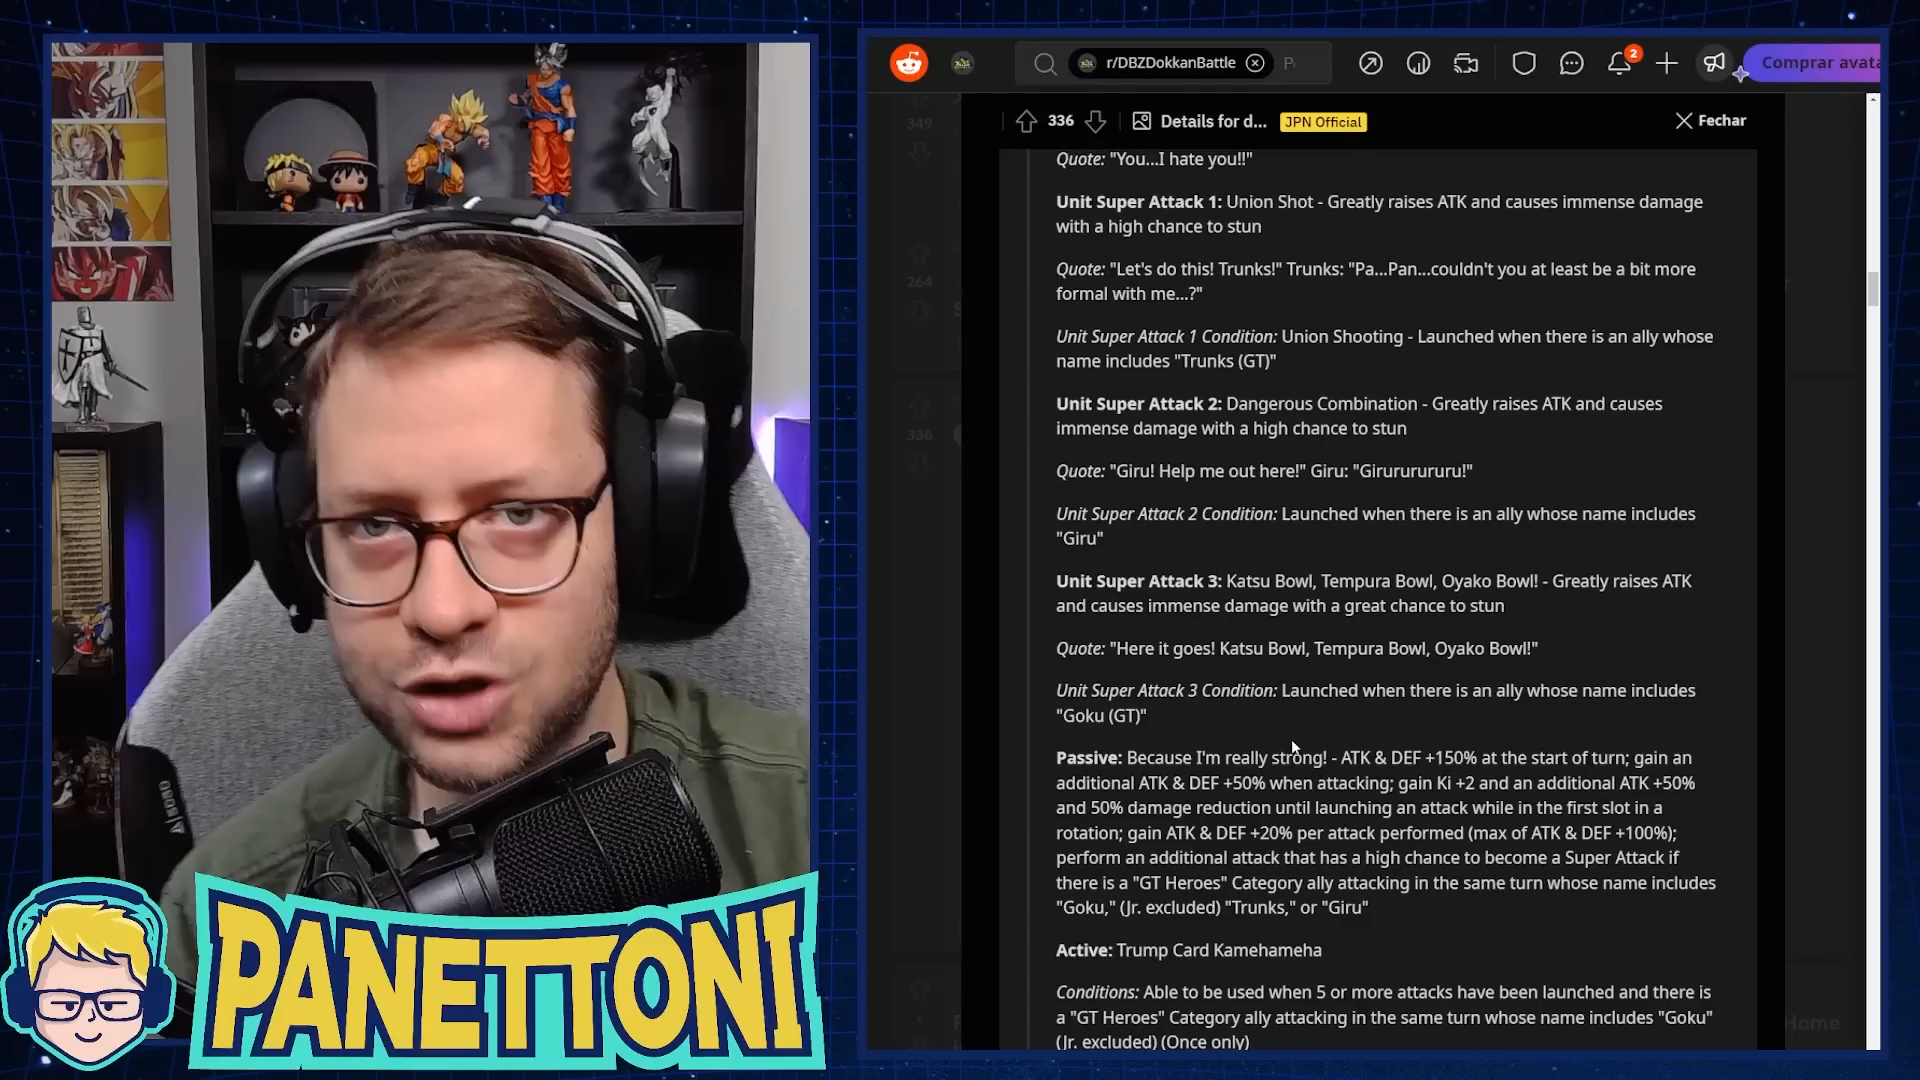 r/DBZDokkanBattle
2
Comprar avata
349
336
Details for d...
JPN Official
Fechar
Quote: "You...I hate you!!"
Unit Super Attack 1: Union Shot - Greatly raises ATK and causes immense damage
with a high chance to stun
264
Quote: "Let's do this! Trunks!" Trunks: "Pa...Pan...couldn't you at least be a bit more
formal with me...?"
Unit Super Attack 1 Condition: Union Shooting - Launched when there is an ally whose
name includes "Trunks (GT)"
Unit Super Attack 2: Dangerous Combination - Greatly raises ATK and causes
immense damage with a high chance to stun
336
Quote: "Giru! Help me out here!" Giru: "Girurururu!"
Unit Super Attack 2 Condition: Launched when there is an ally whose name includes
"Giru"
Unit Super Attack 3: Katsu Bowl, Tempura Bowl, Oyako Bowl! - Greatly raises ATK
and causes immense damage with a great chance to stun
Quote: "Here it goes! Katsu Bowl, Tempura Bowl, Oyako Bowl!"
Unit Super Attack 3 Condition: Launched when there is an ally whose name includes
"Goku (GT)"
Passive: Because I'm really strong! - ATK & DEF +150% at the start of turn; gain an
additional ATK & DEF +50% when attacking; gain Ki +2 and an additional ATK +50%
and 50% damage reduction until launching an attack while in the first slot in a
rotation; gain ATK & DEF +20% per attack performed (max of ATK & DEF +100%);
perform an additional attack that has a high chance to become a Super Attack if
there is a "GT Heroes" Category ally attacking in the same turn whose name includes
"Goku," (Jr. excluded) "Trunks," or "Giru"
Active: Trump Card Kamehameha
Conditions: Able to be used when 5 or more attacks have been launched and there is
a "GT Heroes" Category ally attacking in the same turn whose name includes "Goku"
(Jr. excluded) (Once only)
Home
PANETTONI